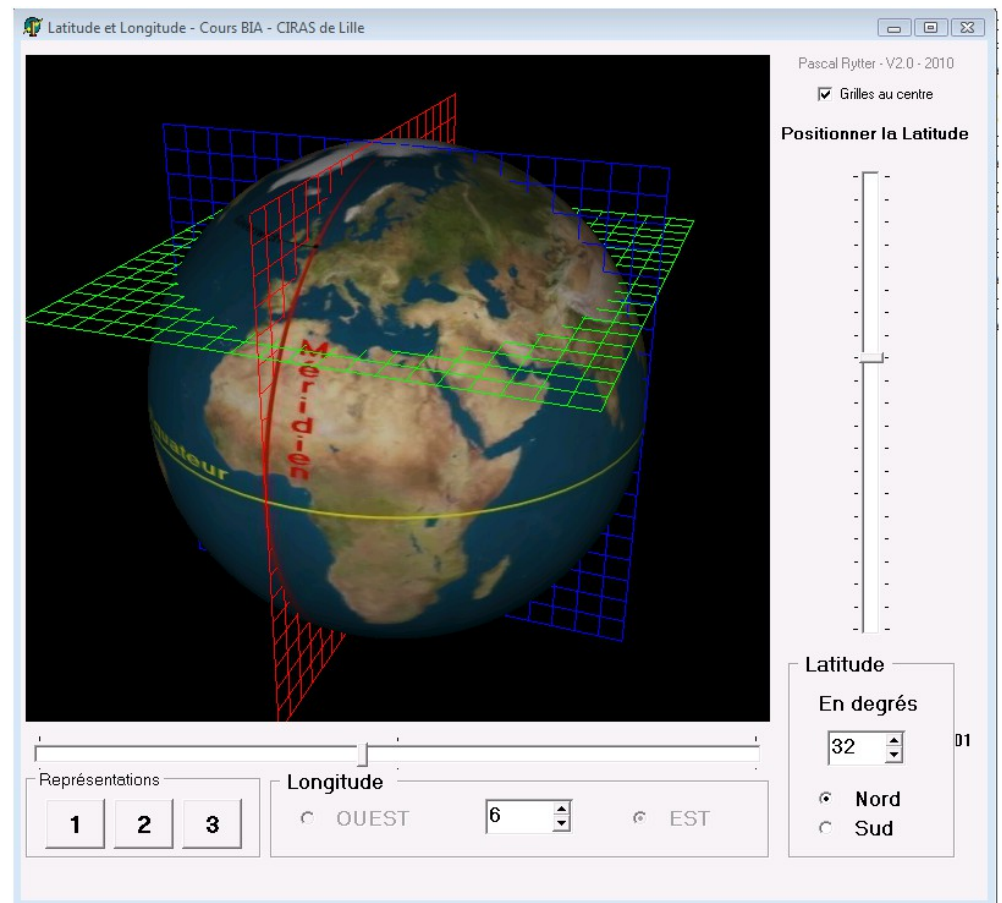 Latitude et Longitude - Cours BIA - CIRAS de Lille
Pascal Rytter - V2.0 - 2010
Grilles au centre
Positionner la Latitude
Méridien
quateur
Latitude
En degrés
32
01
Nord
Sud
Représentations
1 2 3
Longitude
OUEST 6 EST